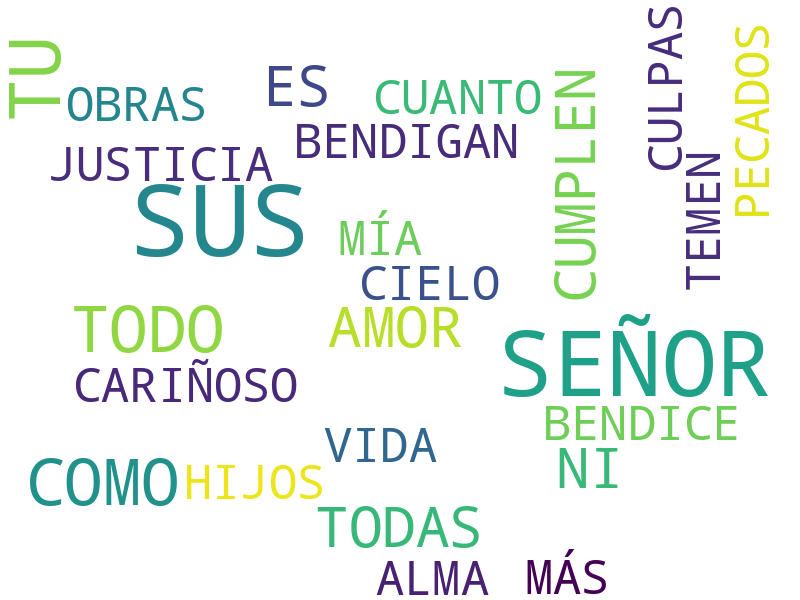 TU
OBRAS
ES
CUANTO
CULPAS
PECADOS
JUSTICIA
BENDIGAN
CUMPLEN
TEMEN
SUS
MÍA
CIELO
TODO
AMOR
SEÑOR
CARIÑOSO
BENDICE
VIDA
NI
COMO
HIJOS
TODAS
ALMA
MÁS